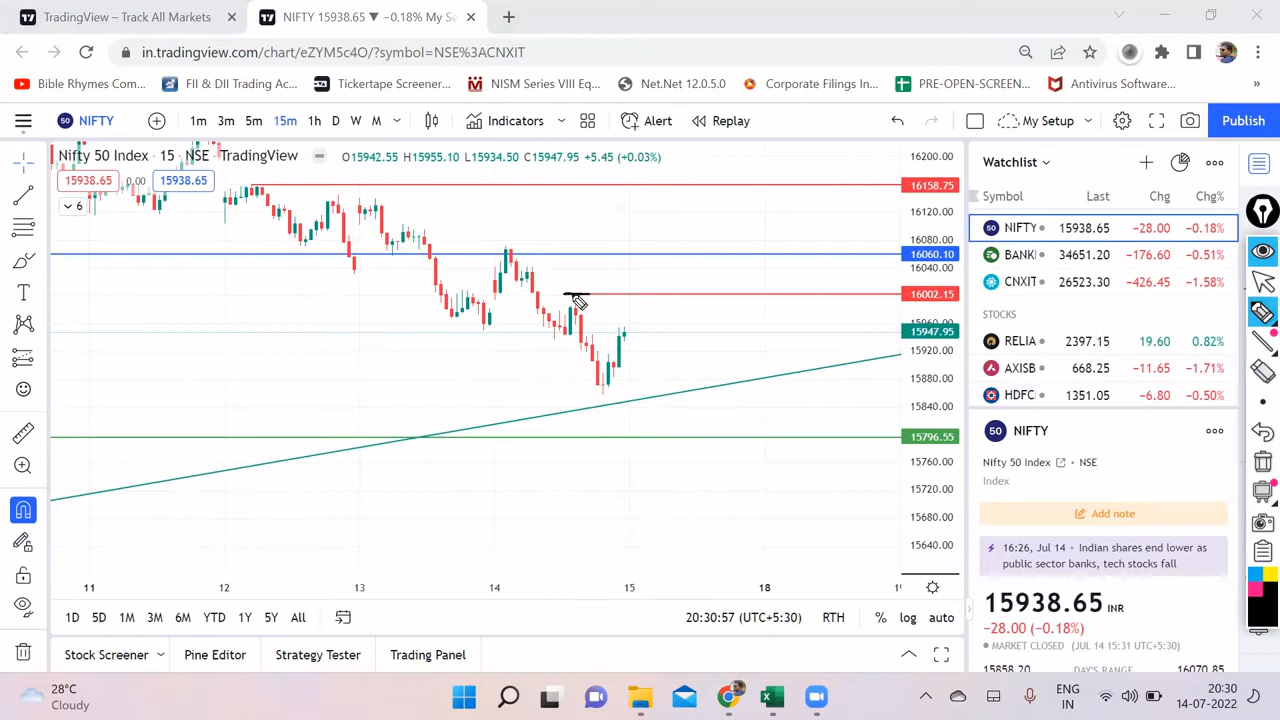 TradingView – Track All Markets
NIFTY 15938.65 ▼ −0.18% My Se
in.tradingview.com/chart/eZYM5c4O/?symbol=NSE%3ACNXIT
Bible Rhymes Com...
FII & DII Trading Ac...
Tickertape Screener...
NISM Series VIII Eq...
Net.Net 12.0.5.0
Corporate Filings In...
PRE-OPEN-SCREEN...
Antivirus Software...
»
50 NIFTY
1m 3m 5m 15m 1h D W M
Indicators
Alert
Replay
My Setup
Publish
Nifty 50 Index · 15 · NSE · TradingView
O15942.55 H15955.10 L15934.50 C15947.95 +5.45 (+0.03%)
15938.65 0.00 15938.65
6
16200.00
16158.75
16120.00
16080.00
16060.10
16040.00
16002.15
15960.00
15947.95
15920.00
15880.00
15840.00
15796.55
15760.00
15720.00
15680.00
15640.00
11 12 13 14 15 18
1D 5D 1M 3M 6M YTD 1Y 5Y All
20:30:57 (UTC+5:30) RTH % log auto
Stock Screener Pine Editor Strategy Tester Trading Panel
Watchlist
Symbol Last Chg Chg%
50 NIFTY 15938.65 −28.00 −0.18%
BANK 34651.20 −176.60 −0.51%
CNXIT 26523.30 −426.45 −1.58%
STOCKS
RELIA 2397.15 19.60 0.82%
AXISB 668.25 −11.65 −1.71%
HDFC 1351.05 −6.80 −0.50%
50 NIFTY
Nifty 50 Index · NSE
Index
Add note
16:26, Jul 14 · Indian shares end lower as
public sector banks, tech stocks fall
15938.65 INR
−28.00 (−0.18%)
MARKET CLOSED (JUL 14 15:31 UTC+5:30)
15858.20 DAY'S RANGE 16070.85
28°C
Cloudy
ENG
IN
20:30
14-07-2022